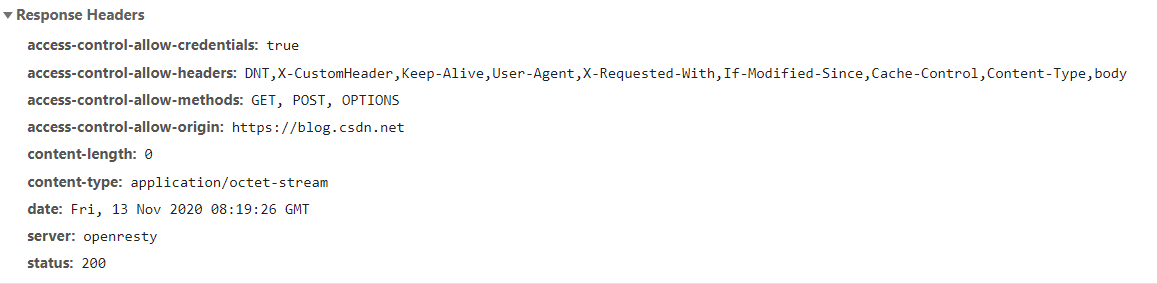 Response Headers
access-control-allow-credentials: true
access-control-allow-headers: DNT,X-CustomHeader,Keep-Alive,User-Agent,X-Requested-With,If-Modified-Since,Cache-Control,Content-Type,body
access-control-allow-methods: GET, POST, OPTIONS
access-control-allow-origin: https://blog.csdn.net
content-length: 0
content-type: application/octet-stream
date: Fri, 13 Nov 2020 08:19:26 GMT
server: openresty
status: 200